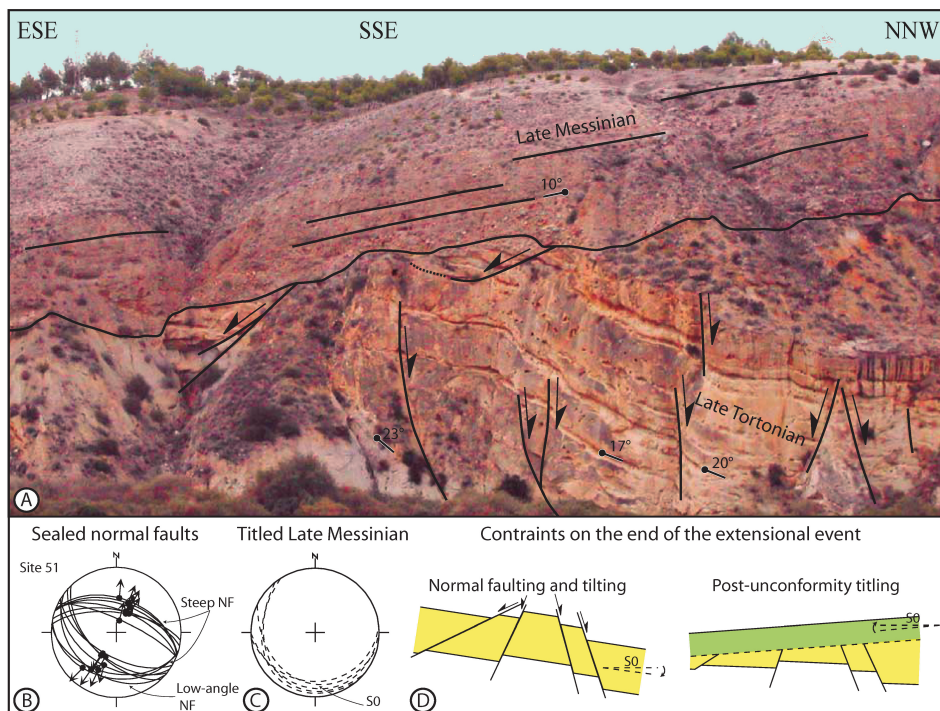 ESE SSE NNW
Late Messinian
10°
Late Tortonian
23°
17°
20°
A
Sealed normal faults
Site 51
N
Steep NF
Low-angle
NF
B
Titled Late Messinian
N
S0
C
Contraints on the end of the extensional event
Normal faulting and tilting
S0
D
Post-unconformity titling
S0